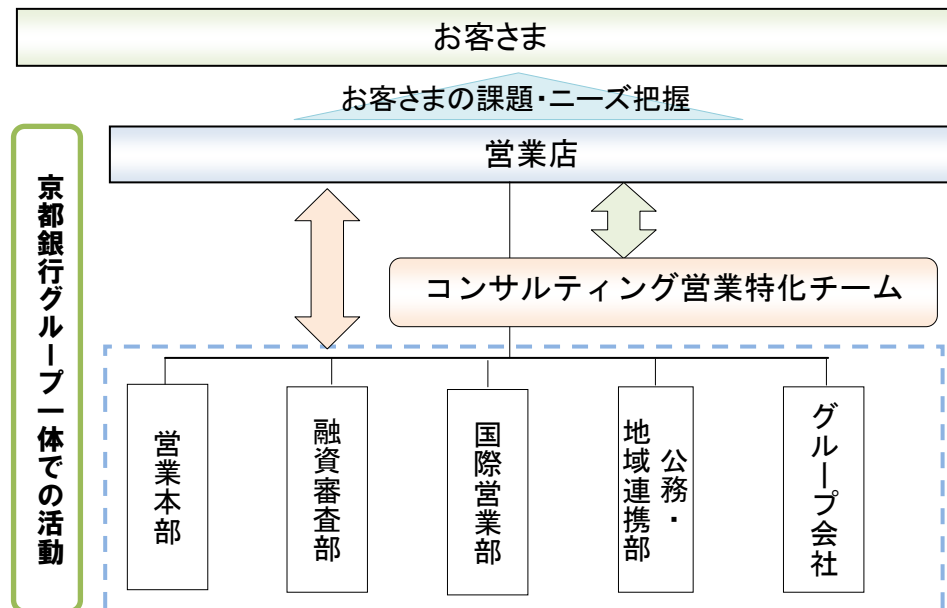 お客さま
お客さまの課題・ニーズ把握
営業店
京都銀行グループ一体での活動
コンサルティング営業特化チーム
営業本部
融資審査部
国際営業部
公務・
地域連携部
グループ会社